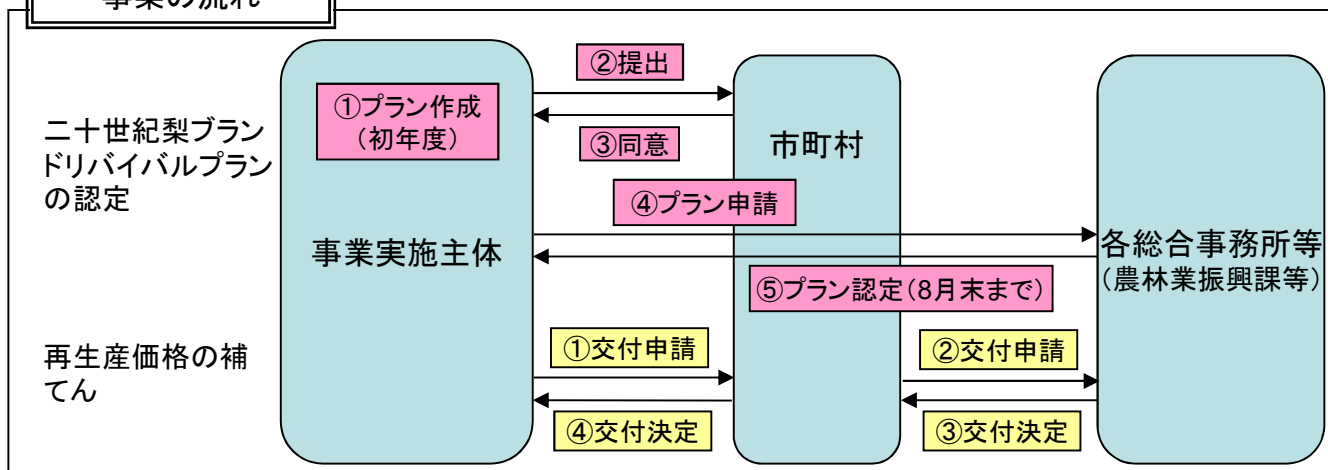 事業の流れ
二十世紀梨ブラン
ドリバイバルプラン
の認定
①プラン作成
（初年度）
事業実施主体
②提出
③同意
市町村
④プラン申請
⑤プラン認定（8月末まで）
各総合事務所等
（農林業振興課等）
再生産価格の補
てん
①交付申請
②交付申請
④交付決定
③交付決定